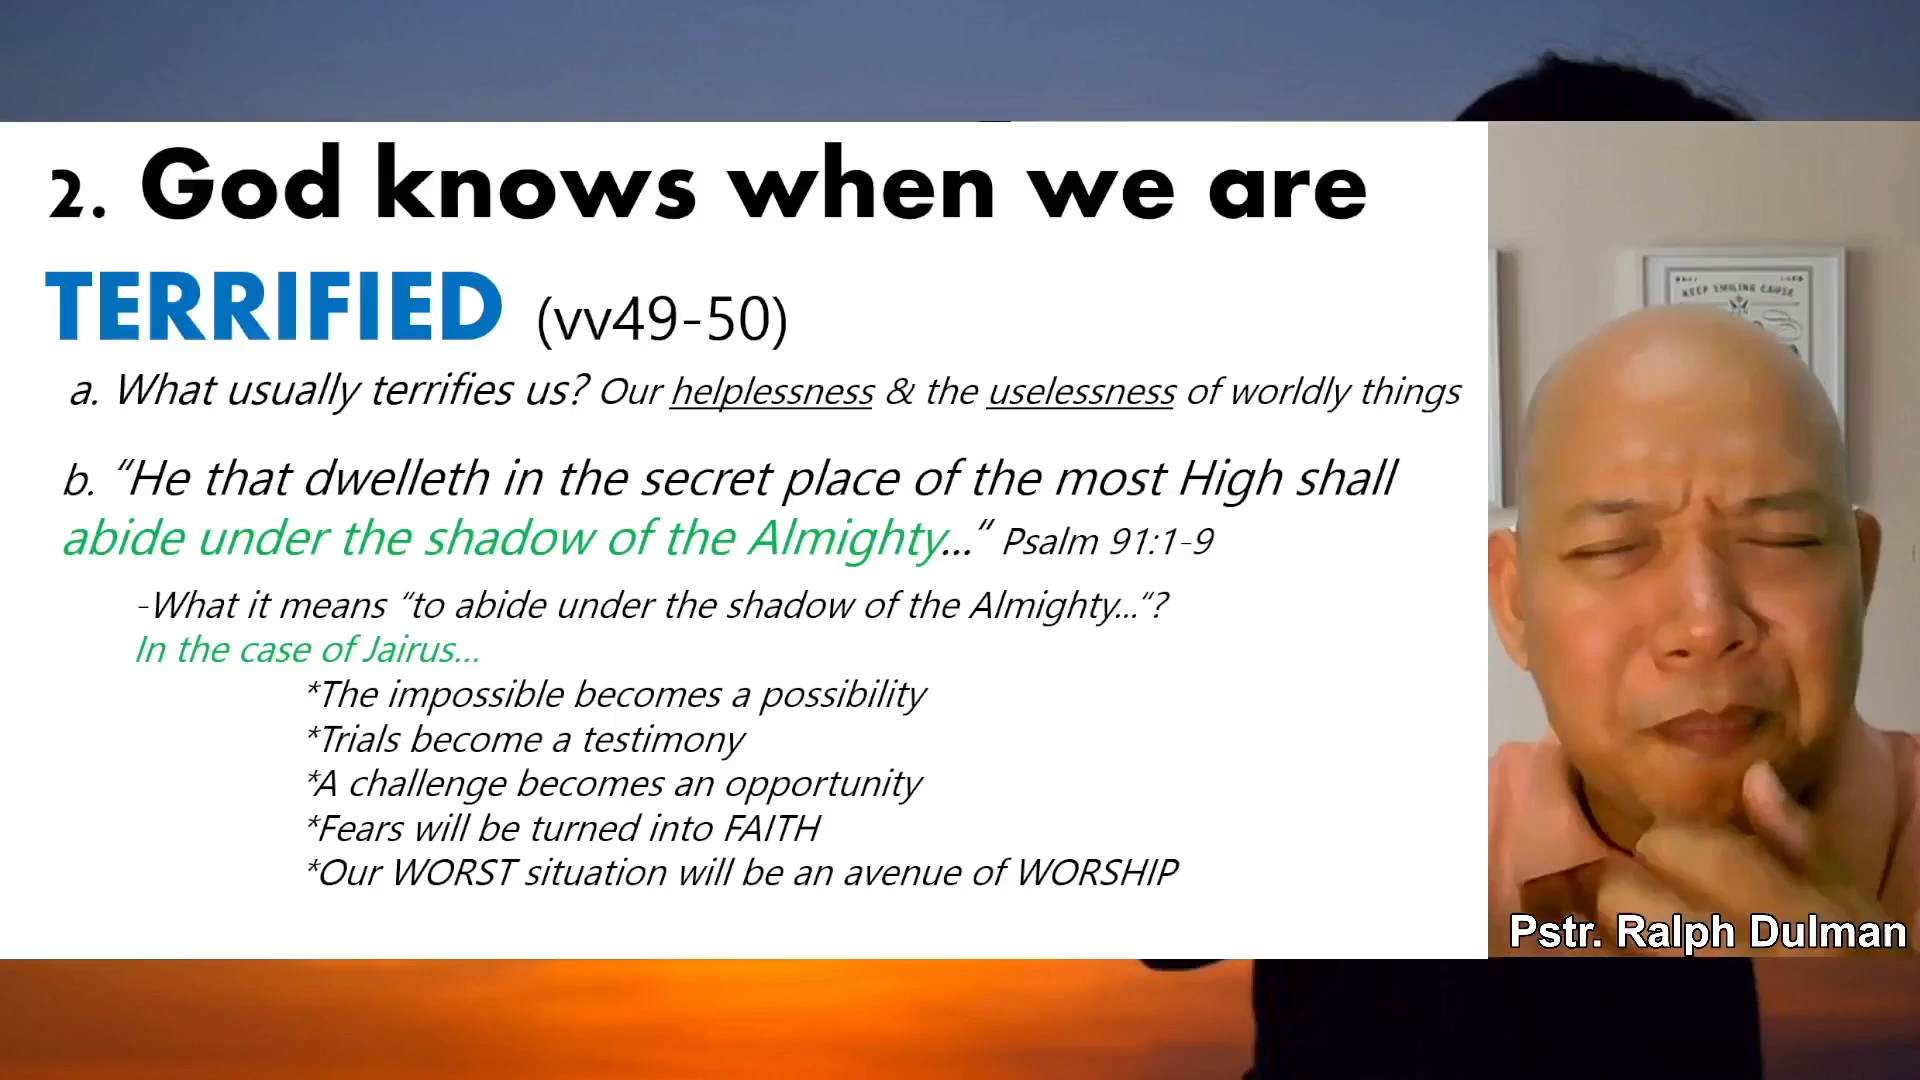 2. God knows when we are
TERRIFIED (vv49-50)
a. What usually terrifies us? Our helplessness & the uselessness of worldly things
b. “He that dwelleth in the secret place of the most High shall
abide under the shadow of the Almighty...“ Psalm 91:1-9
-What it means “to abide under the shadow of the Almighty...“?
In the case of Jairus...
*The impossible becomes a possibility
*Trials become a testimony
*A challenge becomes an opportunity
*Fears will be turned into FAITH
*Our WORST situation will be an avenue of WORSHIP
KEEP SMILING CAUSE
Pstr. Ralph Dulman